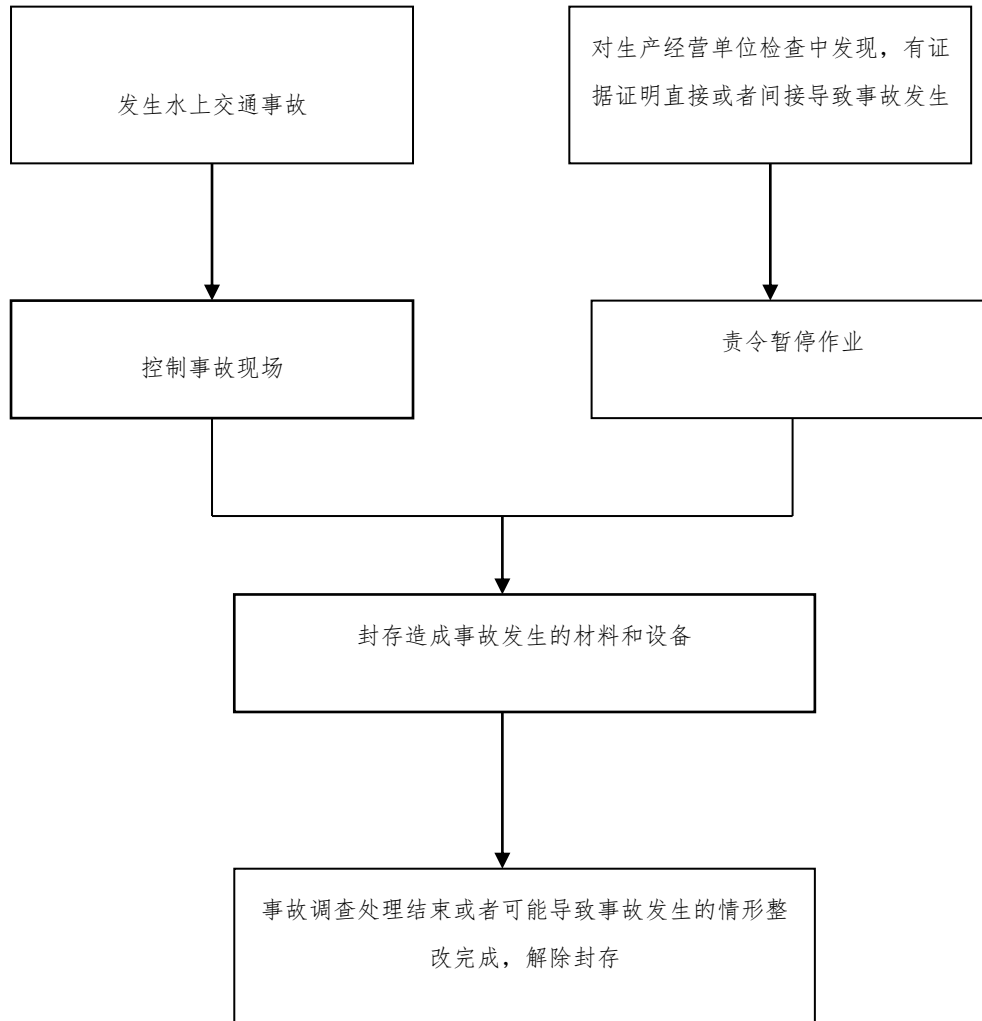 发生水上交通事故
对生产经营单位检查中发现，有证
据证明直接或者间接导致事故发生
控制事故现场
责令暂停作业
封存造成事故发生的材料和设备
事故调查处理结束或者可能导致事故发生的情形整
改完成，解除封存